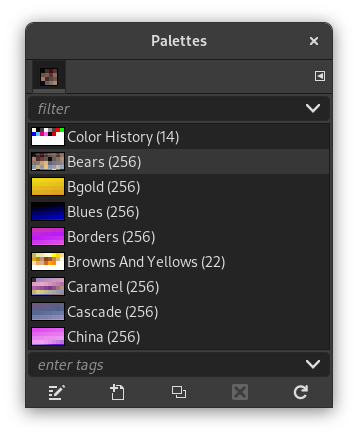 Palettes
filter
Color History (14)
Bears (256)
Bgold (256)
Blues (256)
Borders (256)
Browns And Yellows (22)
Caramel (256)
Cascade (256)
China (256)
enter tags